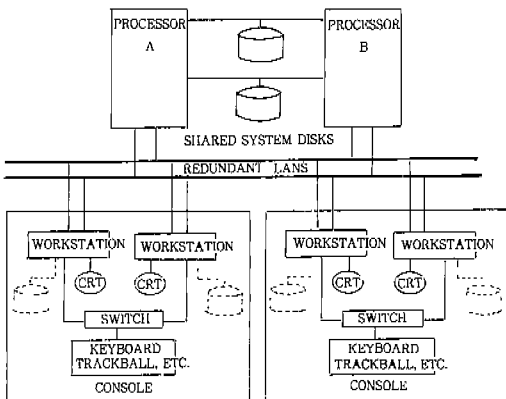 PROCESSOR
A
PROCESSOR
B
SHARED SYSTEM DISKS
REDUNDANT LANS
WORKSTATION
WORKSTATION
CRT
CRT
SWITCH
KEYBOARD
TRACKBALL, ETC.
CONSOLE
WORKSTATION
WORKSTATION
CRT
CRT
SWITCH
KEYBOARD
TRACKBALL, ETC.
CONSOLE